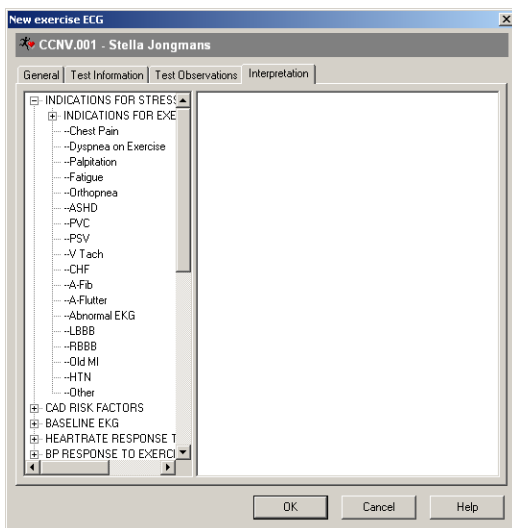 New exercise ECG
CCNV.001 - Stella Jongmans
General Test Information Test Observations Interpretation
INDICATIONS FOR STRESS
INDICATIONS FOR EXE
--Chest Pain
--Dyspnea on Exercise
--Palpitation
--Fatigue
--Orthopnea
--ASHD
--PVC
--PSV
--V Tach
--CHF
--A-Fib
--A-Flutter
--Abnormal EKG
--LBBB
--RBBB
--Old MI
--HTN
--Other
CAD RISK FACTORS
BASELINE EKG
HEARTRATE RESPONSE T
BP RESPONSE TO EXERCI
OK Cancel Help